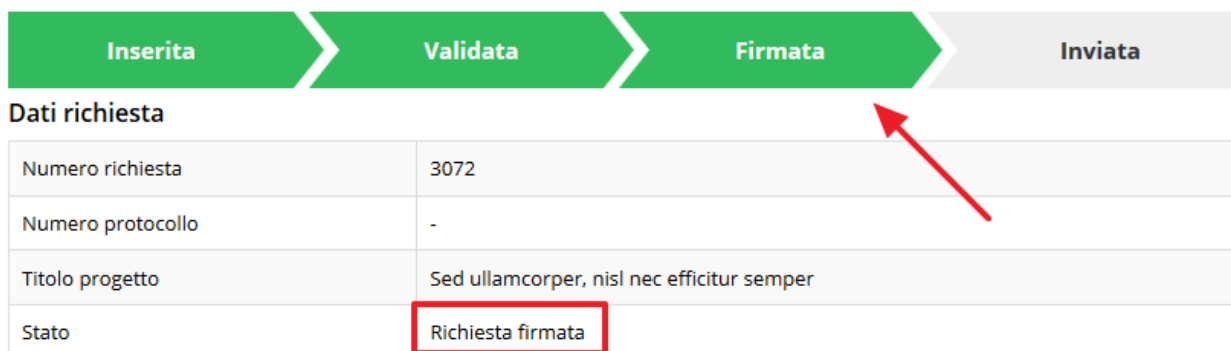 Inserita Validata Firmata Inviata
Dati richiesta
Numero richiesta 3072
Numero protocollo -
Titolo progetto Sed ullamcorper, nisl nec efficitur semper
Stato Richiesta firmata